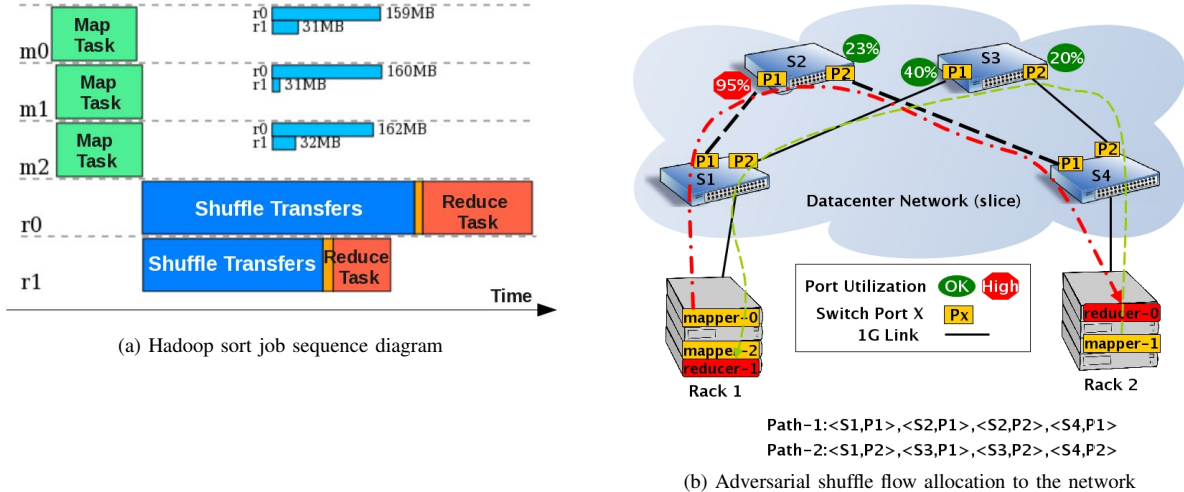 m0
Map
Task
r0
159MB
r1
31MB
m1
Map
Task
r0
160MB
r1
31MB
m2
Map
Task
r0
162MB
r1
32MB
r0
Shuffle Transfers
Reduce
Task
r1
Shuffle Transfers
Reduce
Task
Time
(a) Hadoop sort job sequence diagram
S2
P1
P2
23%
95%
S3
P1
P2
40%
20%
P1
P2
S1
P2
P1
S4
Datacenter Network (slice)
Port Utilization
OK
High
Switch Port X
Px
1G Link
mapper-0
mapper-2
reducer-1
Rack 1
reducer-0
mapper-1
Rack 2
Path-1:<S1,P1>,<S2,P1>,<S2,P2>,<S4,P1>
Path-2:<S1,P2>,<S3,P1>,<S3,P2>,<S4,P2>
(b) Adversarial shuffle flow allocation to the network